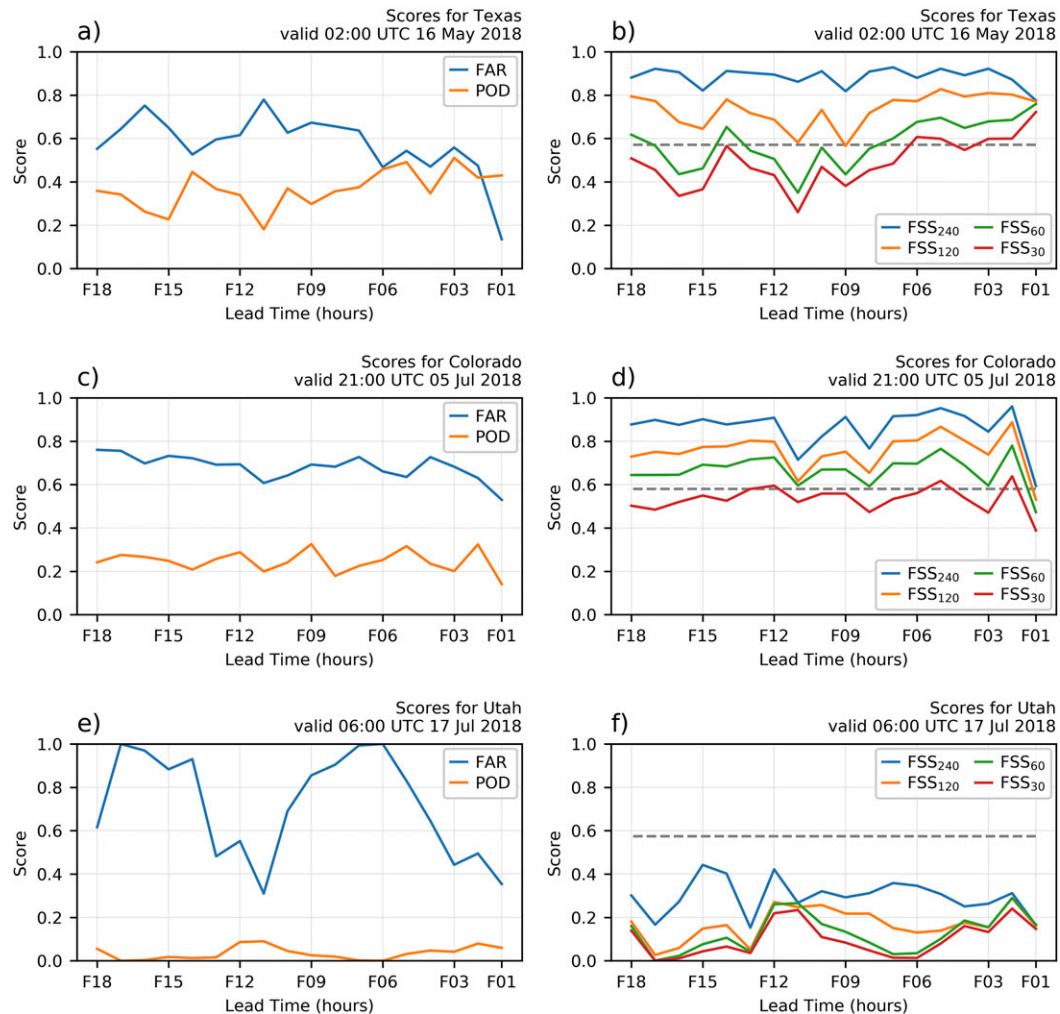 a)
Scores for Texas
valid 02:00 UTC 16 May 2018
1.0
0.8
0.6
0.4
0.2
0.0
Score
FAR
POD
F18 F15 F12 F09 F06 F03 F01
Lead Time (hours)
b)
Scores for Texas
valid 02:00 UTC 16 May 2018
1.0
0.8
0.6
0.4
0.2
0.0
Score
FSS240 FSS60
FSS120 FSS30
F18 F15 F12 F09 F06 F03 F01
Lead Time (hours)
c)
Scores for Colorado
valid 21:00 UTC 05 Jul 2018
1.0
0.8
0.6
0.4
0.2
0.0
Score
FAR
POD
F18 F15 F12 F09 F06 F03 F01
Lead Time (hours)
d)
Scores for Colorado
valid 21:00 UTC 05 Jul 2018
1.0
0.8
0.6
0.4
0.2
0.0
Score
FSS240 FSS60
FSS120 FSS30
F18 F15 F12 F09 F06 F03 F01
Lead Time (hours)
e)
Scores for Utah
valid 06:00 UTC 17 Jul 2018
1.0
0.8
0.6
0.4
0.2
0.0
Score
FAR
POD
F18 F15 F12 F09 F06 F03 F01
Lead Time (hours)
f)
Scores for Utah
valid 06:00 UTC 17 Jul 2018
1.0
0.8
0.6
0.4
0.2
0.0
Score
FSS240 FSS60
FSS120 FSS30
F18 F15 F12 F09 F06 F03 F01
Lead Time (hours)